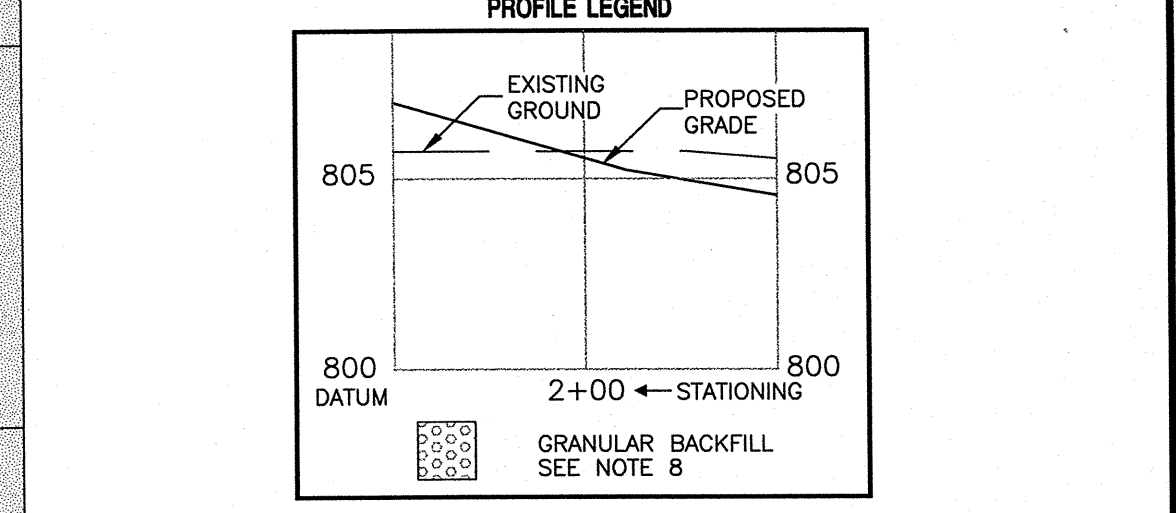 PROFILE LEGEND
EXISTING
GROUND
PROPOSED
GRADE
805
805
800
800
DATUM
2+00
STATIONING
GRANULAR BACKFILL
SEE NOTE 8